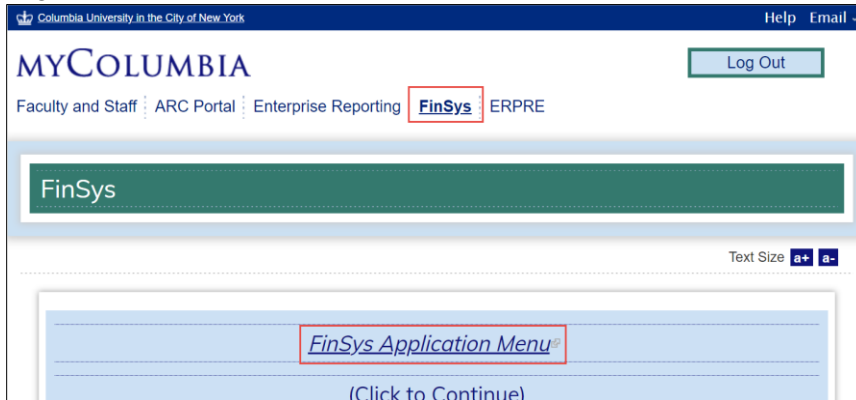 Columbia University in the City of New York Help Email
MYCOLUMBIA Log Out
Faculty and Staff ARC Portal Enterprise Reporting FinSys ERPRE
FinSys
Text Size a+ a-
FinSys Application Menu
(Click to Continue)